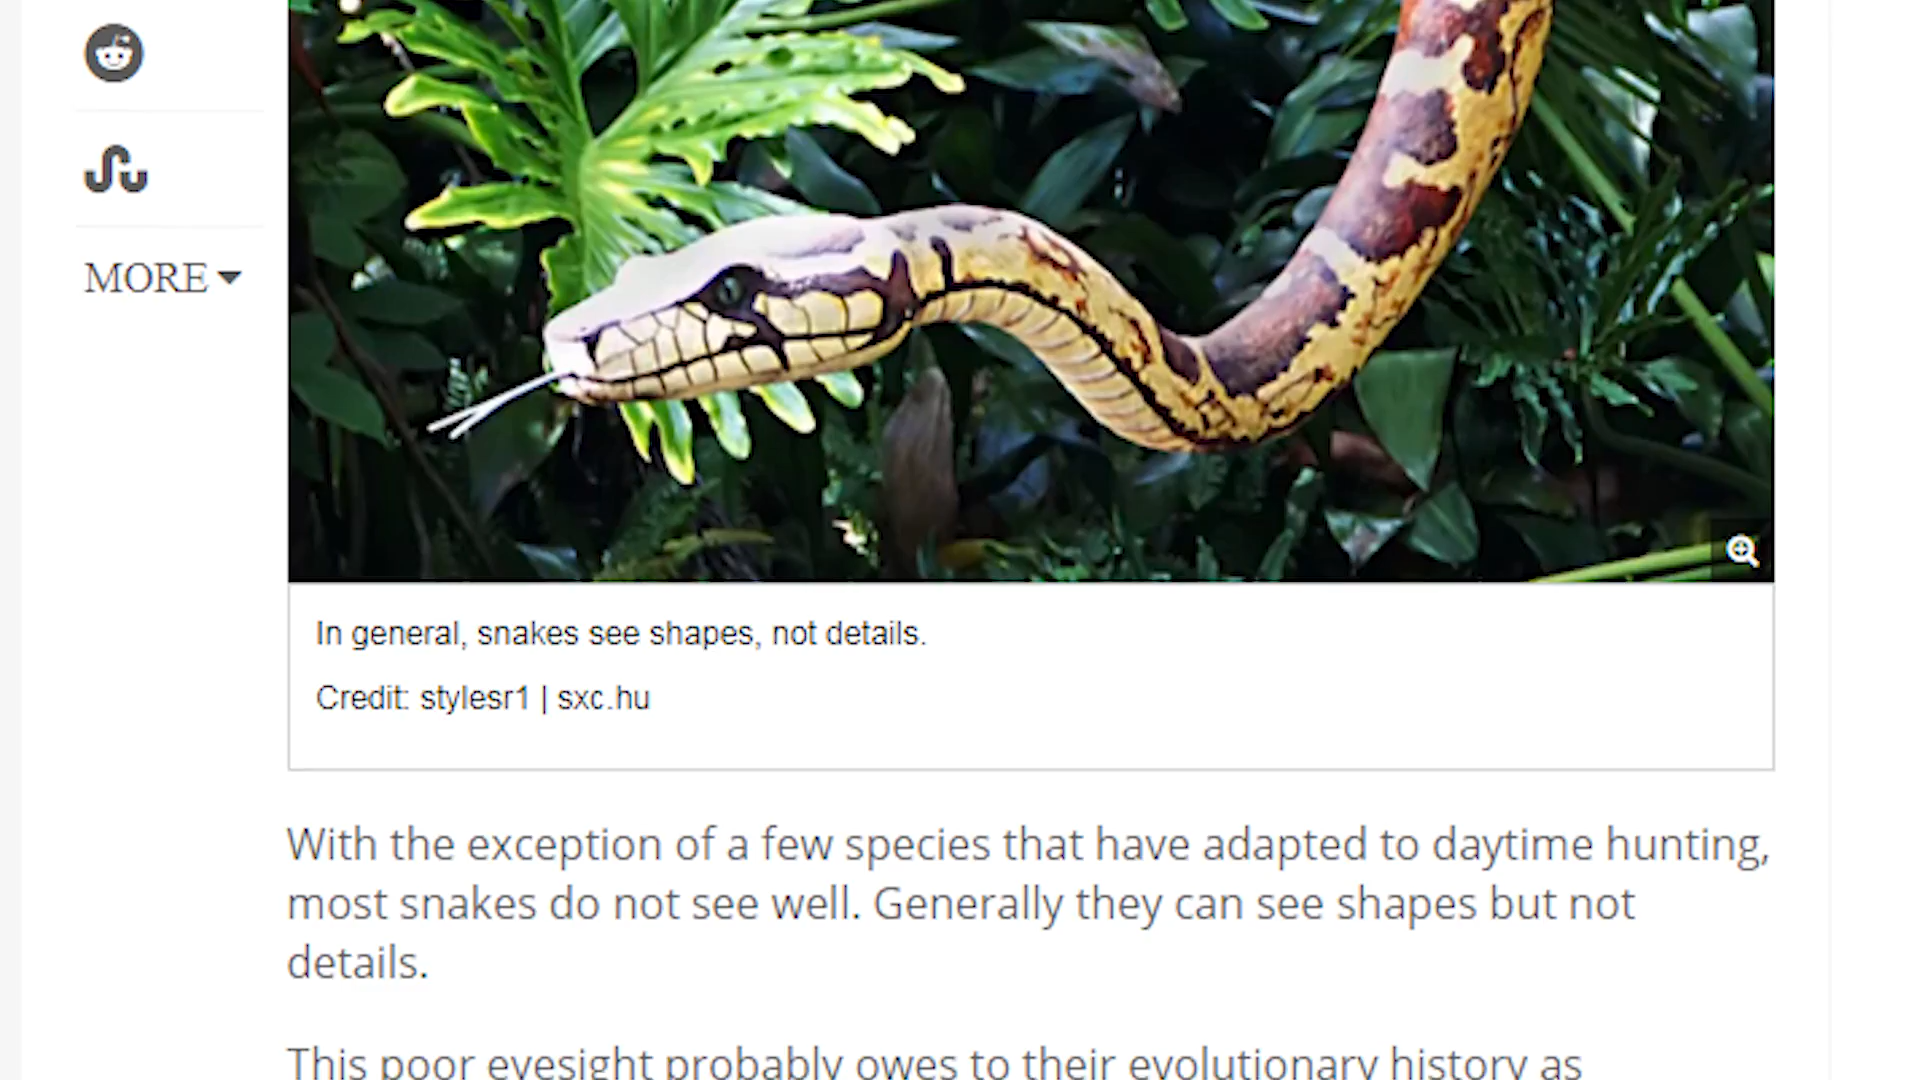 MORE
In general, snakes see shapes, not details.
Credit: stylesr1 | sxc.hu
With the exception of a few species that have adapted to daytime hunting,
most snakes do not see well. Generally they can see shapes but not
details.
This poor eyesight probably owes to their evolutionary history as